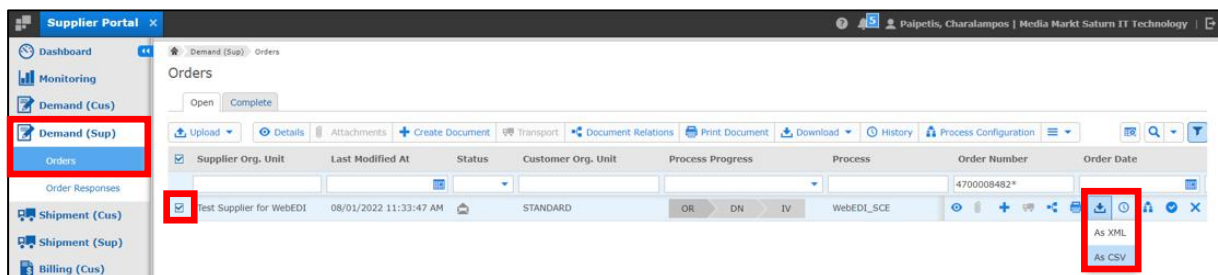 Supplier Portal ×
5 Paipetis, Charalampos | Media Markt Saturn IT Technology |
Dashboard
Monitoring
Demand (Cus)
Demand (Sup)
Orders
Order Responses
Shipment (Cus)
Shipment (Sup)
Billing (Cus)
Demand (Sup) Orders
Orders
Open Complete
Upload Details Attachments Create Document Transport Document Relations Print Document Download History Process Configuration
Supplier Org. Unit Last Modified At Status Customer Org. Unit Process Progress Process Order Number Order Date
4700008482*
Test Supplier for WebEDI 08/01/2022 11:33:47 AM STANDARD OR DN IV WebEDI_SCE
As XML
As CSV